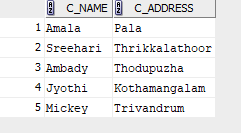 C_NAME C_ADDRESS
1 Amala Pala
2 Sreehari Thrikkalathoor
3 Ambady Thodupuzha
4 Jyothi Kothamangalam
5 Mickey Trivandrum